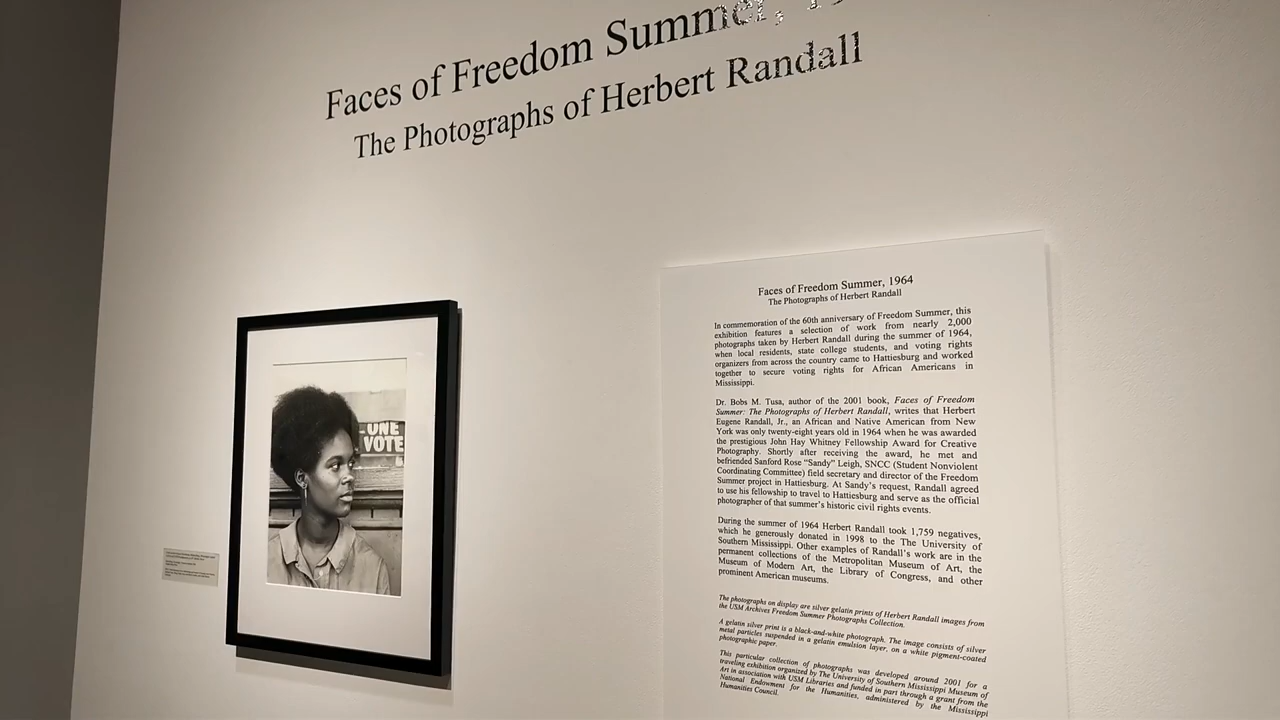 Faces of Freedom Summer,
The Photographs of Herbert Randall
UNE
VOTE
Faces of Freedom Summer, 1964
The Photographs of Herbert Randall
In commemoration of the 60th anniversary of Freedom Summer, this
exhibition features a selection of work from nearly 2,000
photographs taken by Herbert Randall during the summer of 1964,
when local residents, state college students, and voting rights
organizers from across the country came to Hattiesburg and worked
together to secure voting rights for African Americans in
Mississippi.
Dr. Bobs M. Tusa, author of the 2001 book, Faces of Freedom
Summer: The Photographs of Herbert Randall, writes that Herbert
Eugene Randall, Jr., an African and Native American from New
York was only twenty-eight years old in 1964 when he was awarded
the prestigious John Hay Whitney Fellowship Award for Creative
Photography. Shortly after receiving the award, he met and
befriended Sanford Rose “Sandy” Leigh, SNCC (Student Nonviolent
Coordinating Committee) field secretary and director of the Freedom
Summer project in Hattiesburg. At Sandy’s request, Randall agreed
to use his fellowship to travel to Hattiesburg and serve as the official
photographer of that summer’s historic civil rights events.
During the summer of 1964 Herbert Randall took 1,759 negatives,
which he generously donated in 1998 to the The University of
Southern Mississippi. Other examples of Randall’s work are in the
permanent collections of the Metropolitan Museum of Art, the
Museum of Modern Art, the Library of Congress, and other
prominent American museums.
The photographs on display are silver gelatin prints of Herbert Randall images from
the USM Archives Freedom Summer Photographs Collection.
A gelatin silver print is a black-and-white photograph. The image consists of silver
metal particles suspended in a gelatin emulsion layer, on a white pigment-coated
photographic paper.
This particular collection of photographs was developed around 2001 for a
traveling exhibition organized by The University of Southern Mississippi Museum of
Art in association with USM Libraries and funded in part through a grant from the
National Endowment for the Humanities, administered by the Mississippi
Humanities Council.